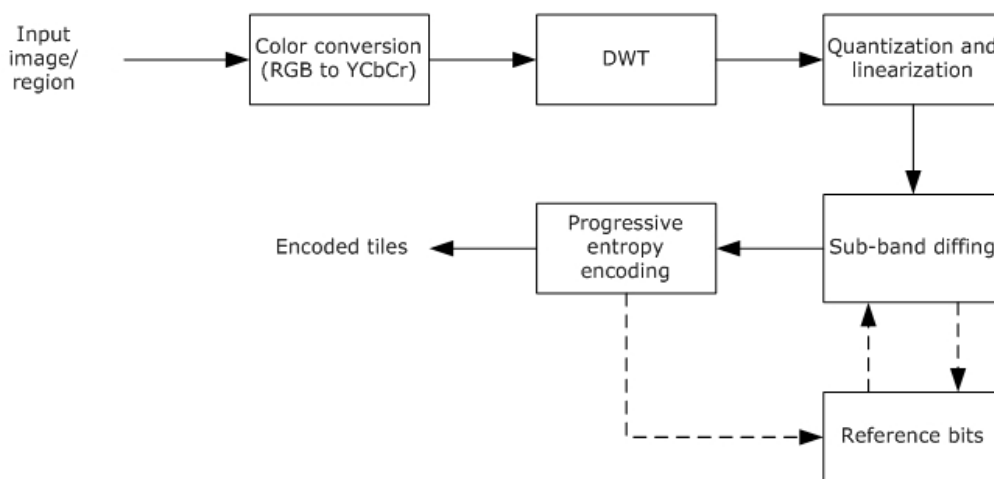 Input
image/
region
Color conversion
(RGB to YCbCr)
DWT
Quantization and
linearization
Encoded tiles
Progressive
entropy
encoding
Sub-band diffing
Reference bits